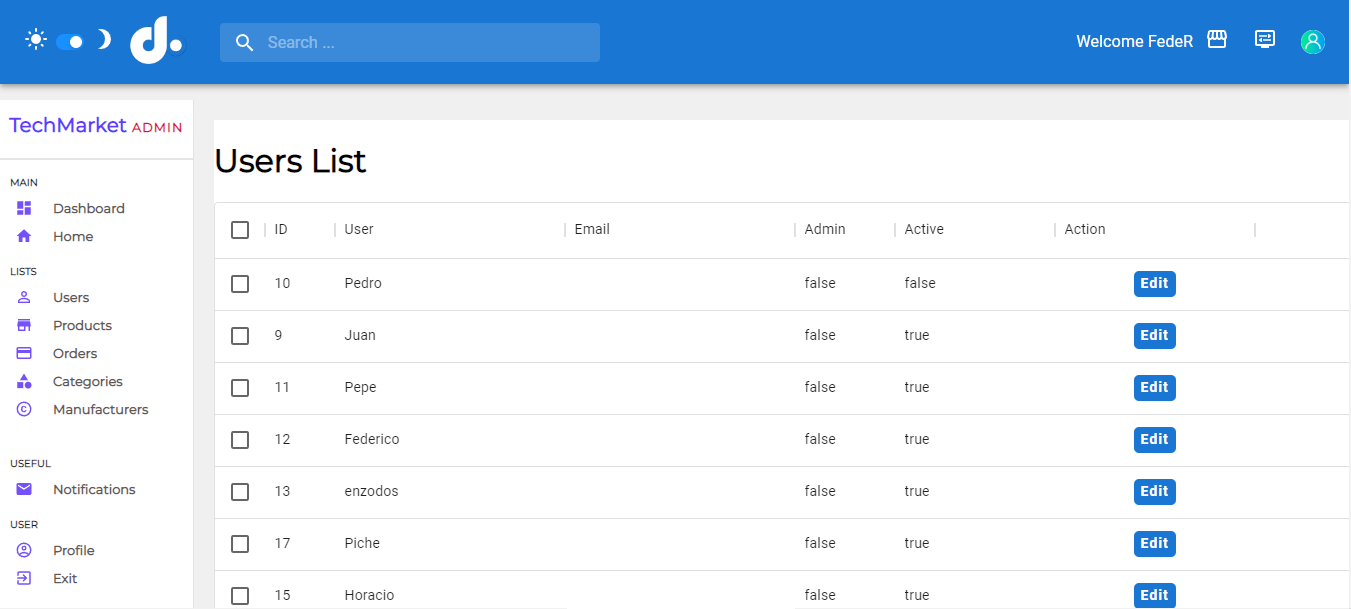 d.
Search ...
Welcome FedeR
TechMarket ADMIN
MAIN
Dashboard
Home
LISTS
Users
Products
Orders
Categories
Manufacturers
USEFUL
Notifications
USER
Profile
Exit
Users List
ID User Email Admin Active Action
10 Pedro false false Edit
9 Juan false true Edit
11 Pepe false true Edit
12 Federico false true Edit
13 enzodos false true Edit
17 Piche false true Edit
15 Horacio false true Edit